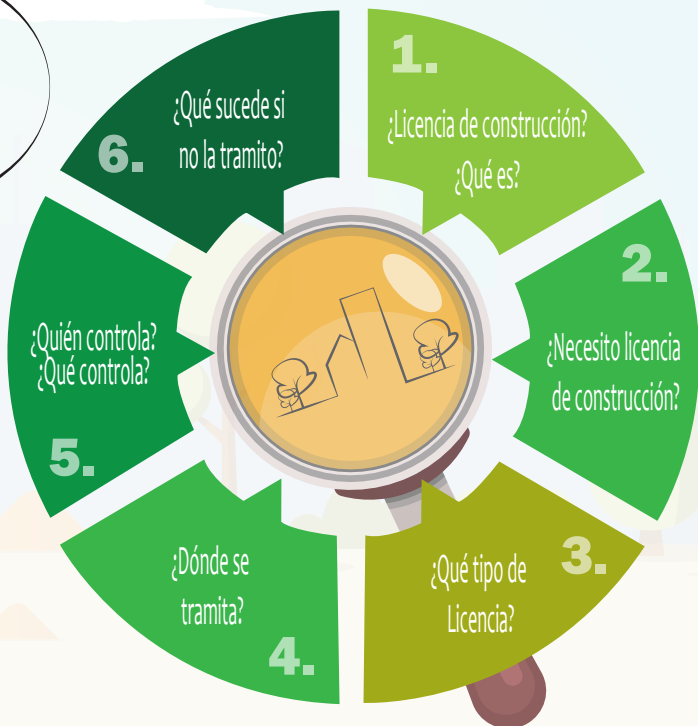 1.
¿Licencia de construcción?
¿Qué es?
2.
¿Necesito licencia
de construcción?
3.
¿Qué tipo de
Licencia?
4.
¿Dónde se
tramita?
5.
¿Quién controla?
¿Qué controla?
6.
¿Qué sucede si
no la tramito?